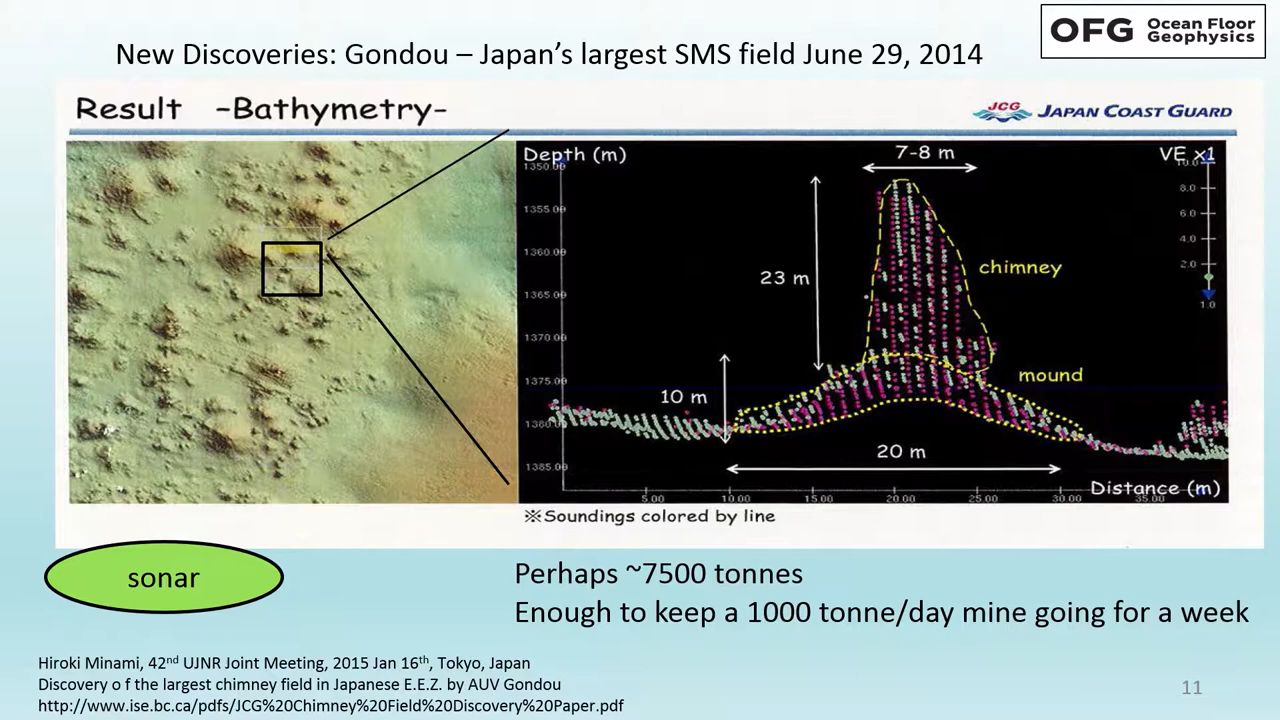 New Discoveries: Gondou – Japan's largest SMS field June 29, 2014
OFG Ocean Floor
Geophysics
Result -Bathymetry-
JCG JAPAN COAST GUARD
Depth (m)
7-8 m
VE x1
1350.00
10.0
8.0
1355.00
6.0
1360.00
4.0
chimney
23 m
2.0
1365.00
1.0
1370.00
mound
1375.00
10 m
1380.00
20 m
1385.00
Distance (m)
5.00 10.00 15.00 20.00 25.00 30.00 35.00
※Soundings colored by line
sonar
Perhaps ~7500 tonnes
Enough to keep a 1000 tonne/day mine going for a week
Hiroki Minami, 42nd UJNR Joint Meeting, 2015 Jan 16th, Tokyo, Japan
Discovery o f the largest chimney field in Japanese E.E.Z. by AUV Gondou
http://www.ise.bc.ca/pdfs/JCG%20Chimney%20Field%20Discovery%20Paper.pdf
11